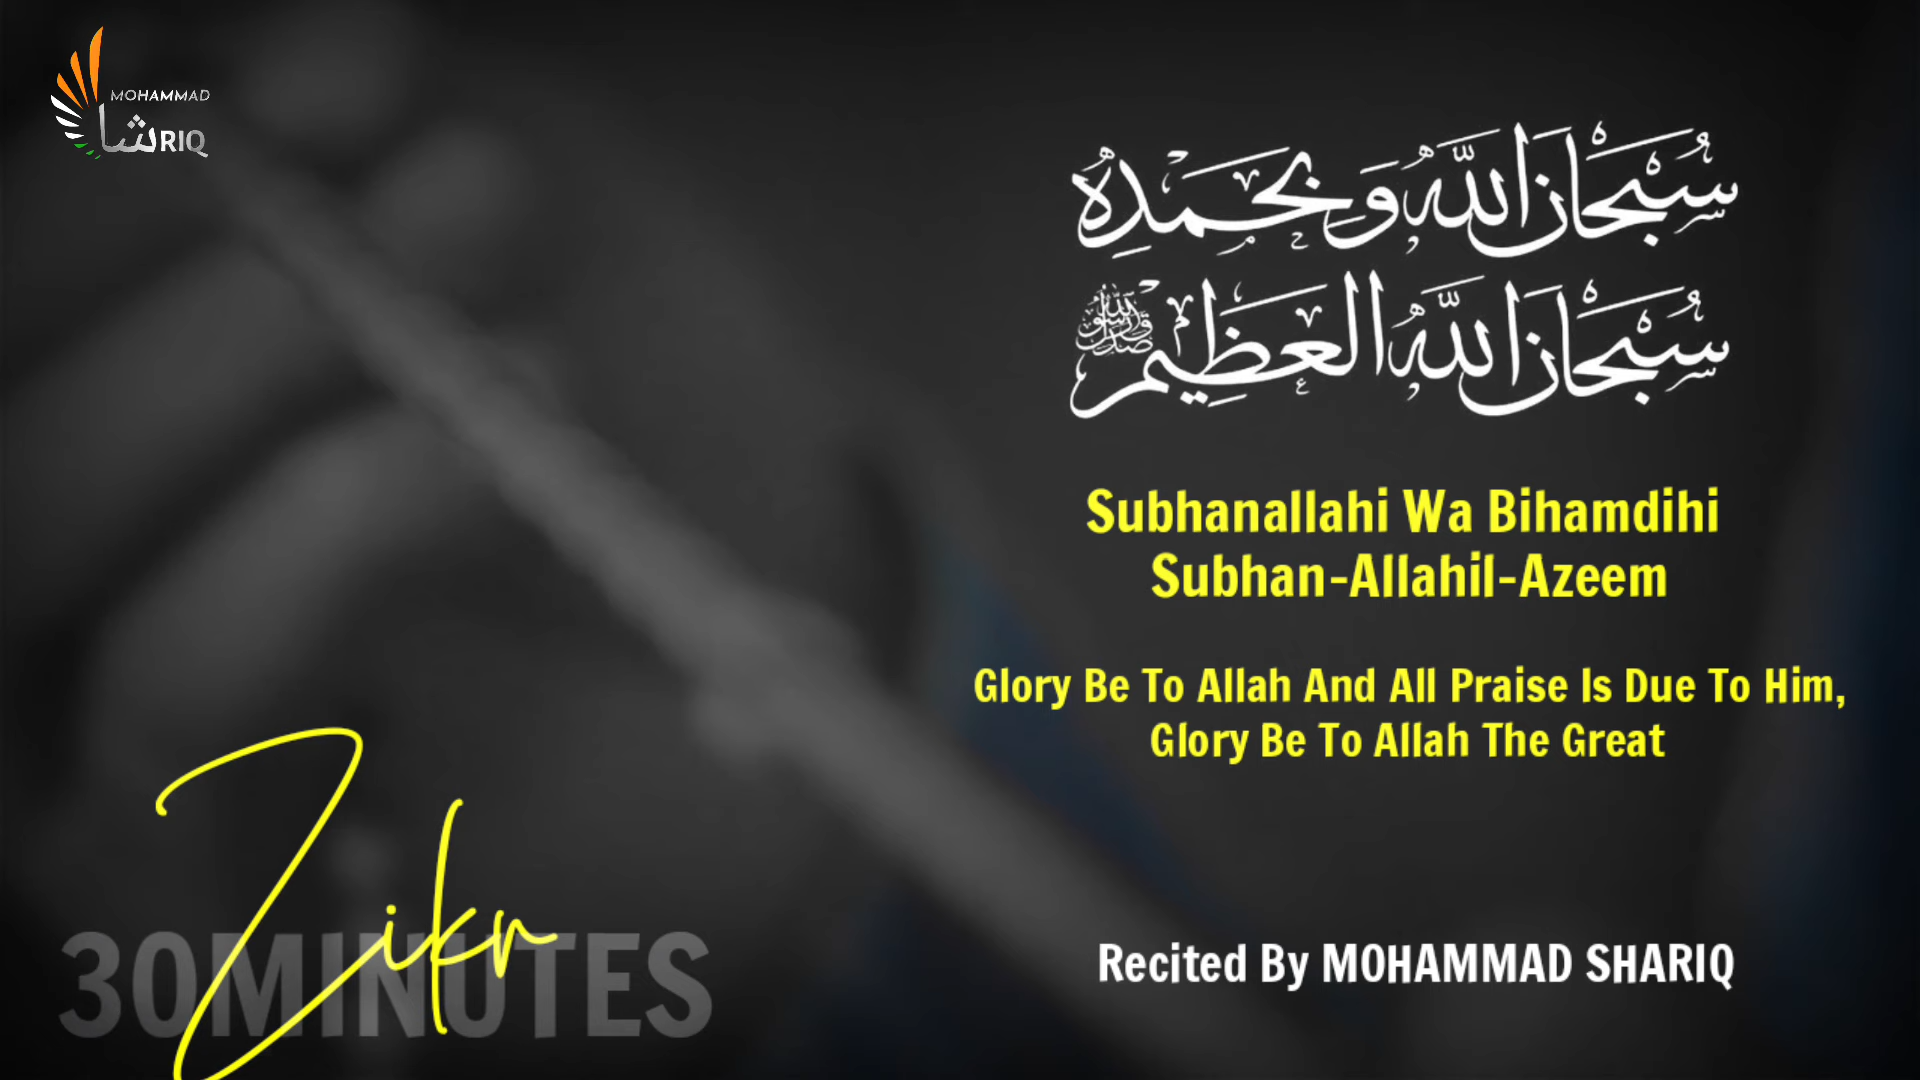 MOHAMMAD
شاRIQ
سُبْحَانَ اللَّهِ وَبِحَمْدِهِ
سُبْحَانَ اللَّهِ الْعَظِيمِ
Subhanallahi Wa Bihamdihi
Subhan-Allahil-Azeem
Glory Be To Allah And All Praise Is Due To Him,
Glory Be To Allah The Great
Zikr
30MINUTES
Recited By MOHAMMAD SHARIQ